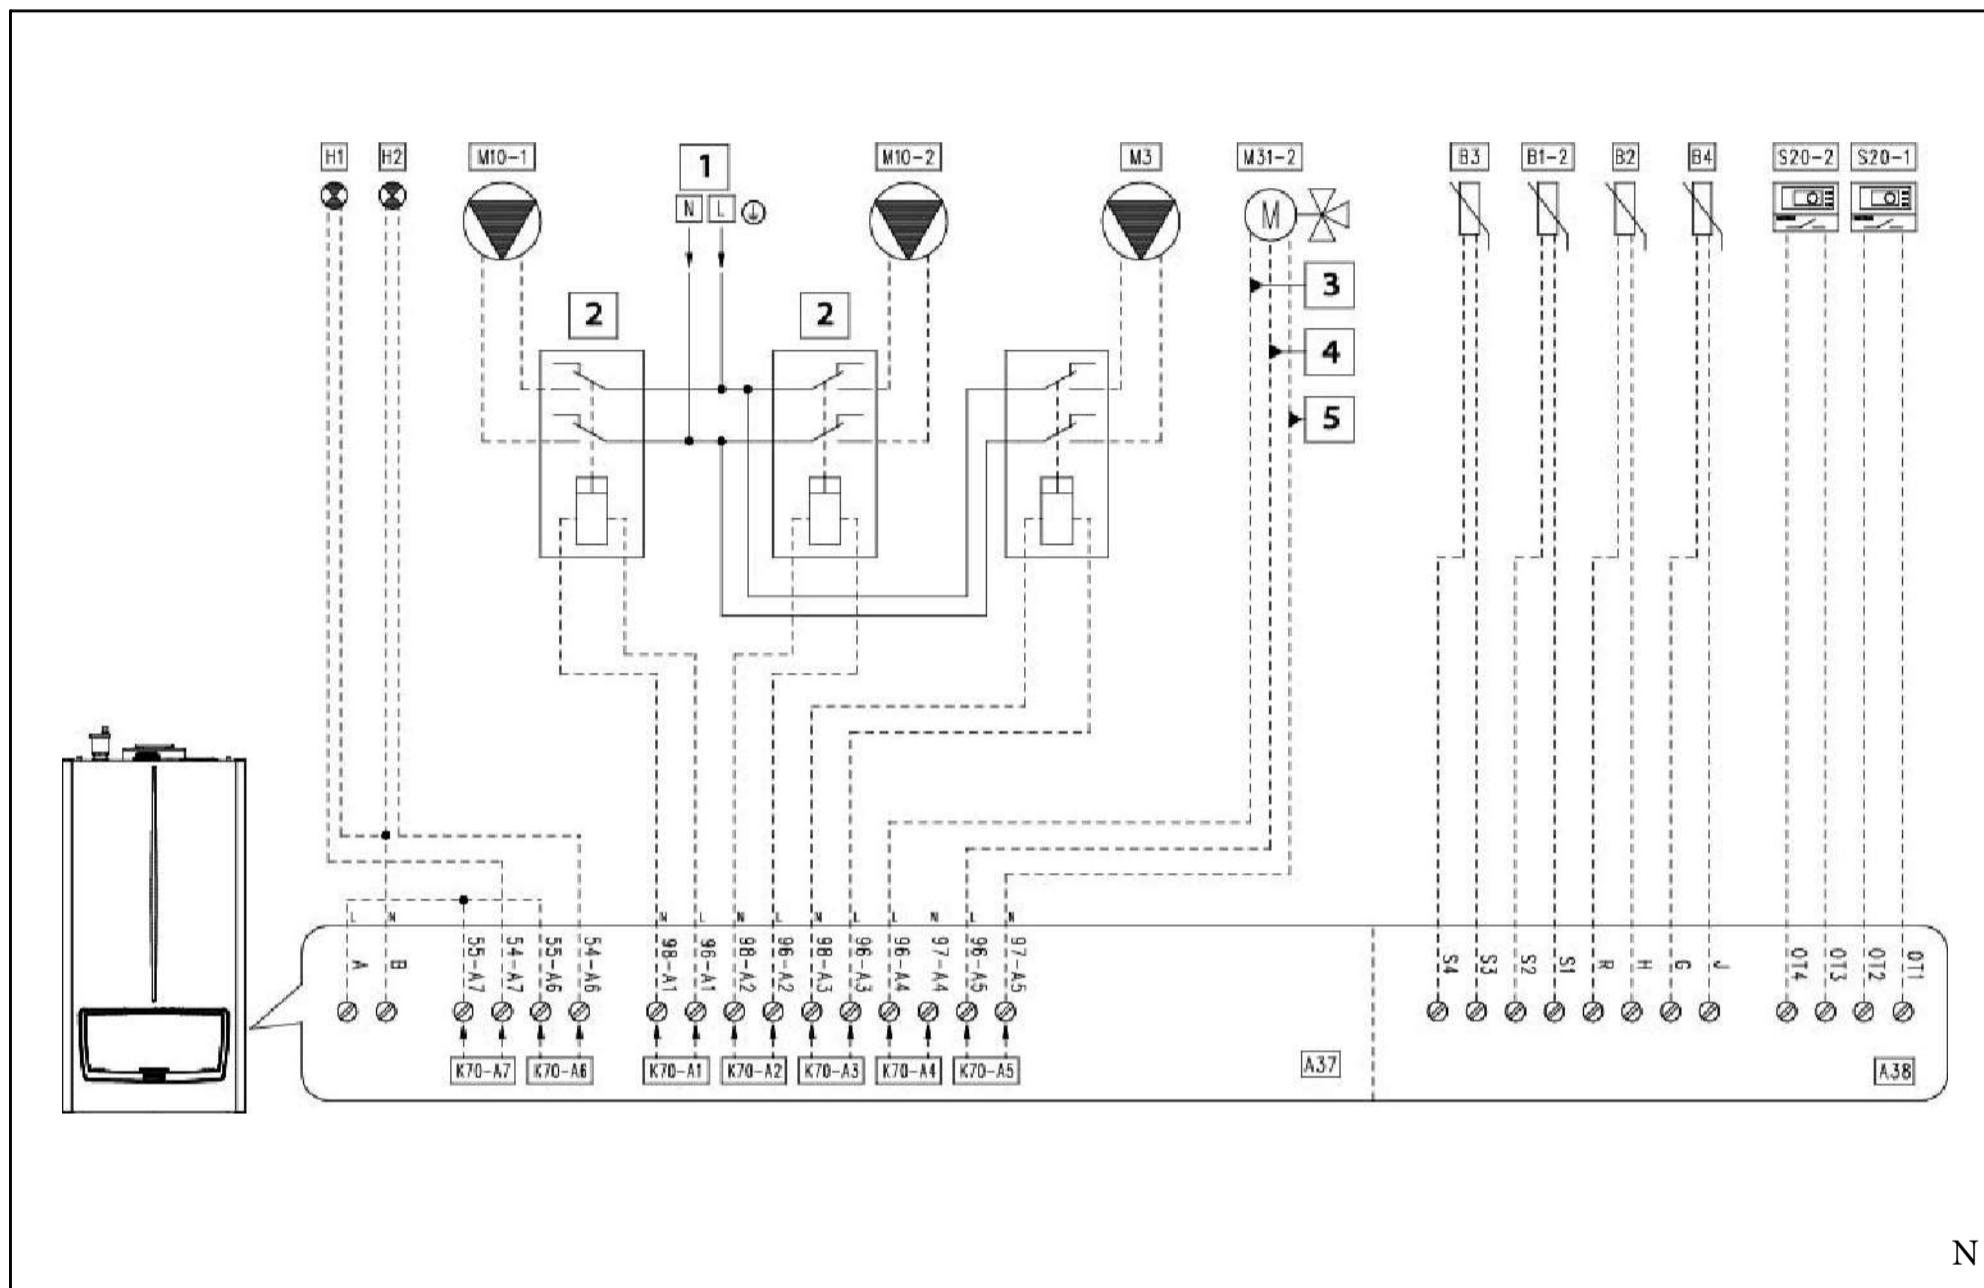 H1 H2 M10-1 1 M10-2 M3 M31-2 B3 B1-2 B2 B4 S20-2 S20-1
N L
M
3
2 2
4
5
L N N L N L N L L N L N
A B 55-A7 54-A7 55-A6 54-A6 98-A1 96-A1 98-A2 96-A2 98-A3 96-A3 96-A4 97-A4 96-A5 97-A5 S4 S3 S2 S1 R H G J OT4 OT3 OT2 OT1
K70-A7 K70-A6 K70-A1 K70-A2 K70-A3 K70-A4 K70-A5 A37 A38
N